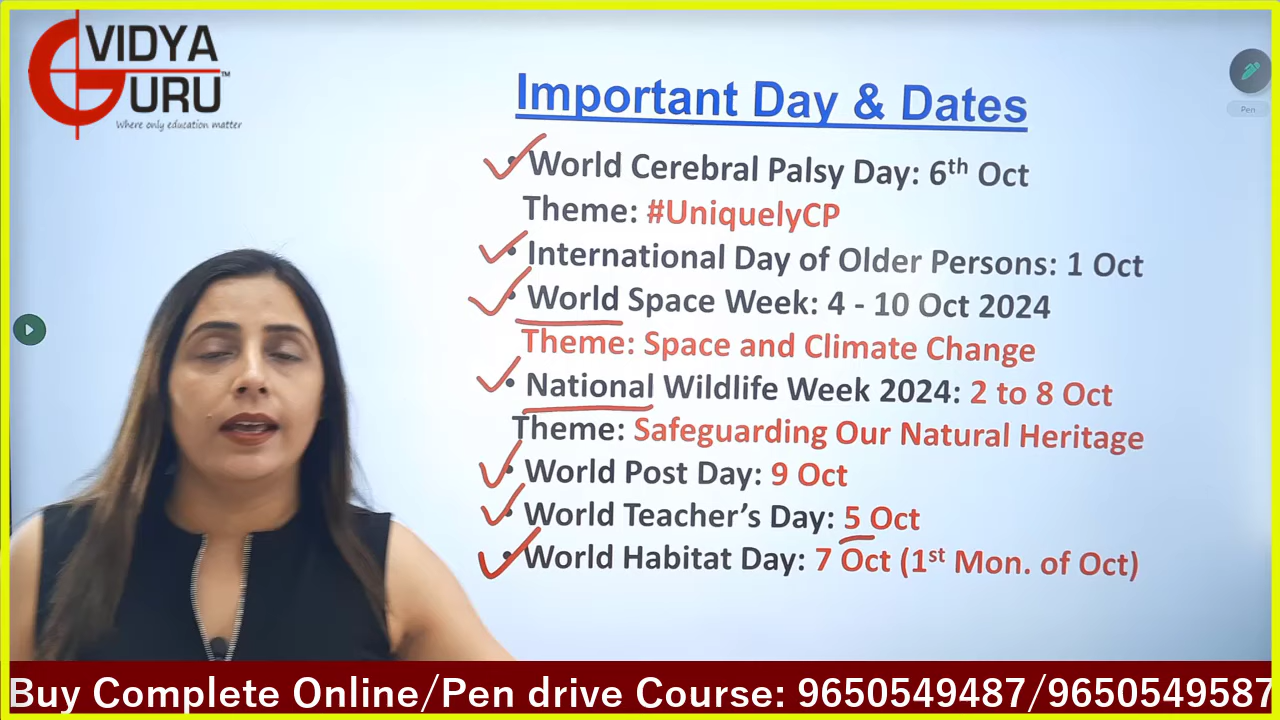 VIDYA
GURU™
Where only education matter
Pen
Important Day & Dates
• World Cerebral Palsy Day: 6th Oct
Theme: #UniquelyCP
• International Day of Older Persons: 1 Oct
• World Space Week: 4 - 10 Oct 2024
Theme: Space and Climate Change
• National Wildlife Week 2024: 2 to 8 Oct
Theme: Safeguarding Our Natural Heritage
• World Post Day: 9 Oct
• World Teacher's Day: 5 Oct
• World Habitat Day: 7 Oct (1st Mon. of Oct)
Buy Complete Online/Pen drive Course: 9650549487/9650549587